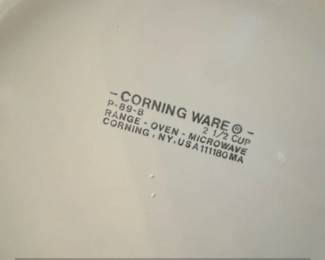 - CORNING WARE® -
P-89-B 2 1/2 CUP
RANGE - OVEN - MICROWAVE
CORNING, NY, USA 111180MA